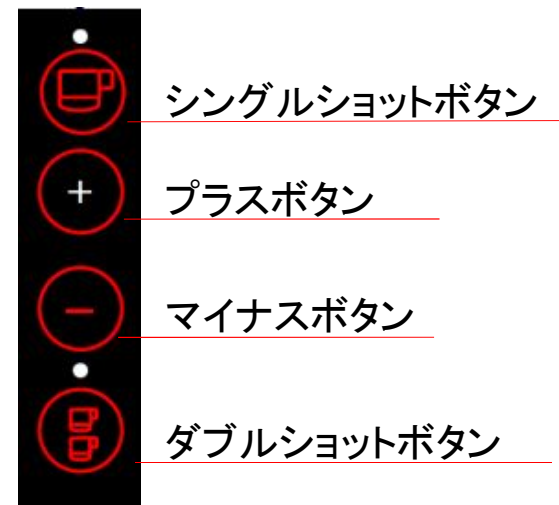 シングルショットボタン
+
プラスボタン
−
マイナスボタン
ダブルショットボタン